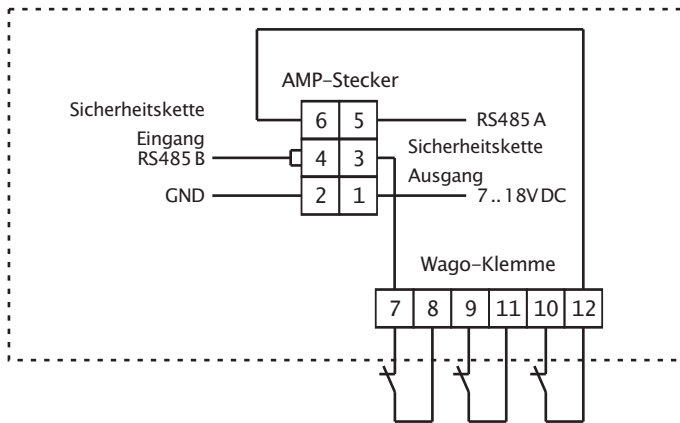 AMP-Stecker
Sicherheitskette
Eingang
6 5
RS485 A
RS485 B
4 3
Sicherheitskette
Ausgang
GND
2 1
7 .. 18V DC
Wago-Klemme
7 8 9 11 10 12